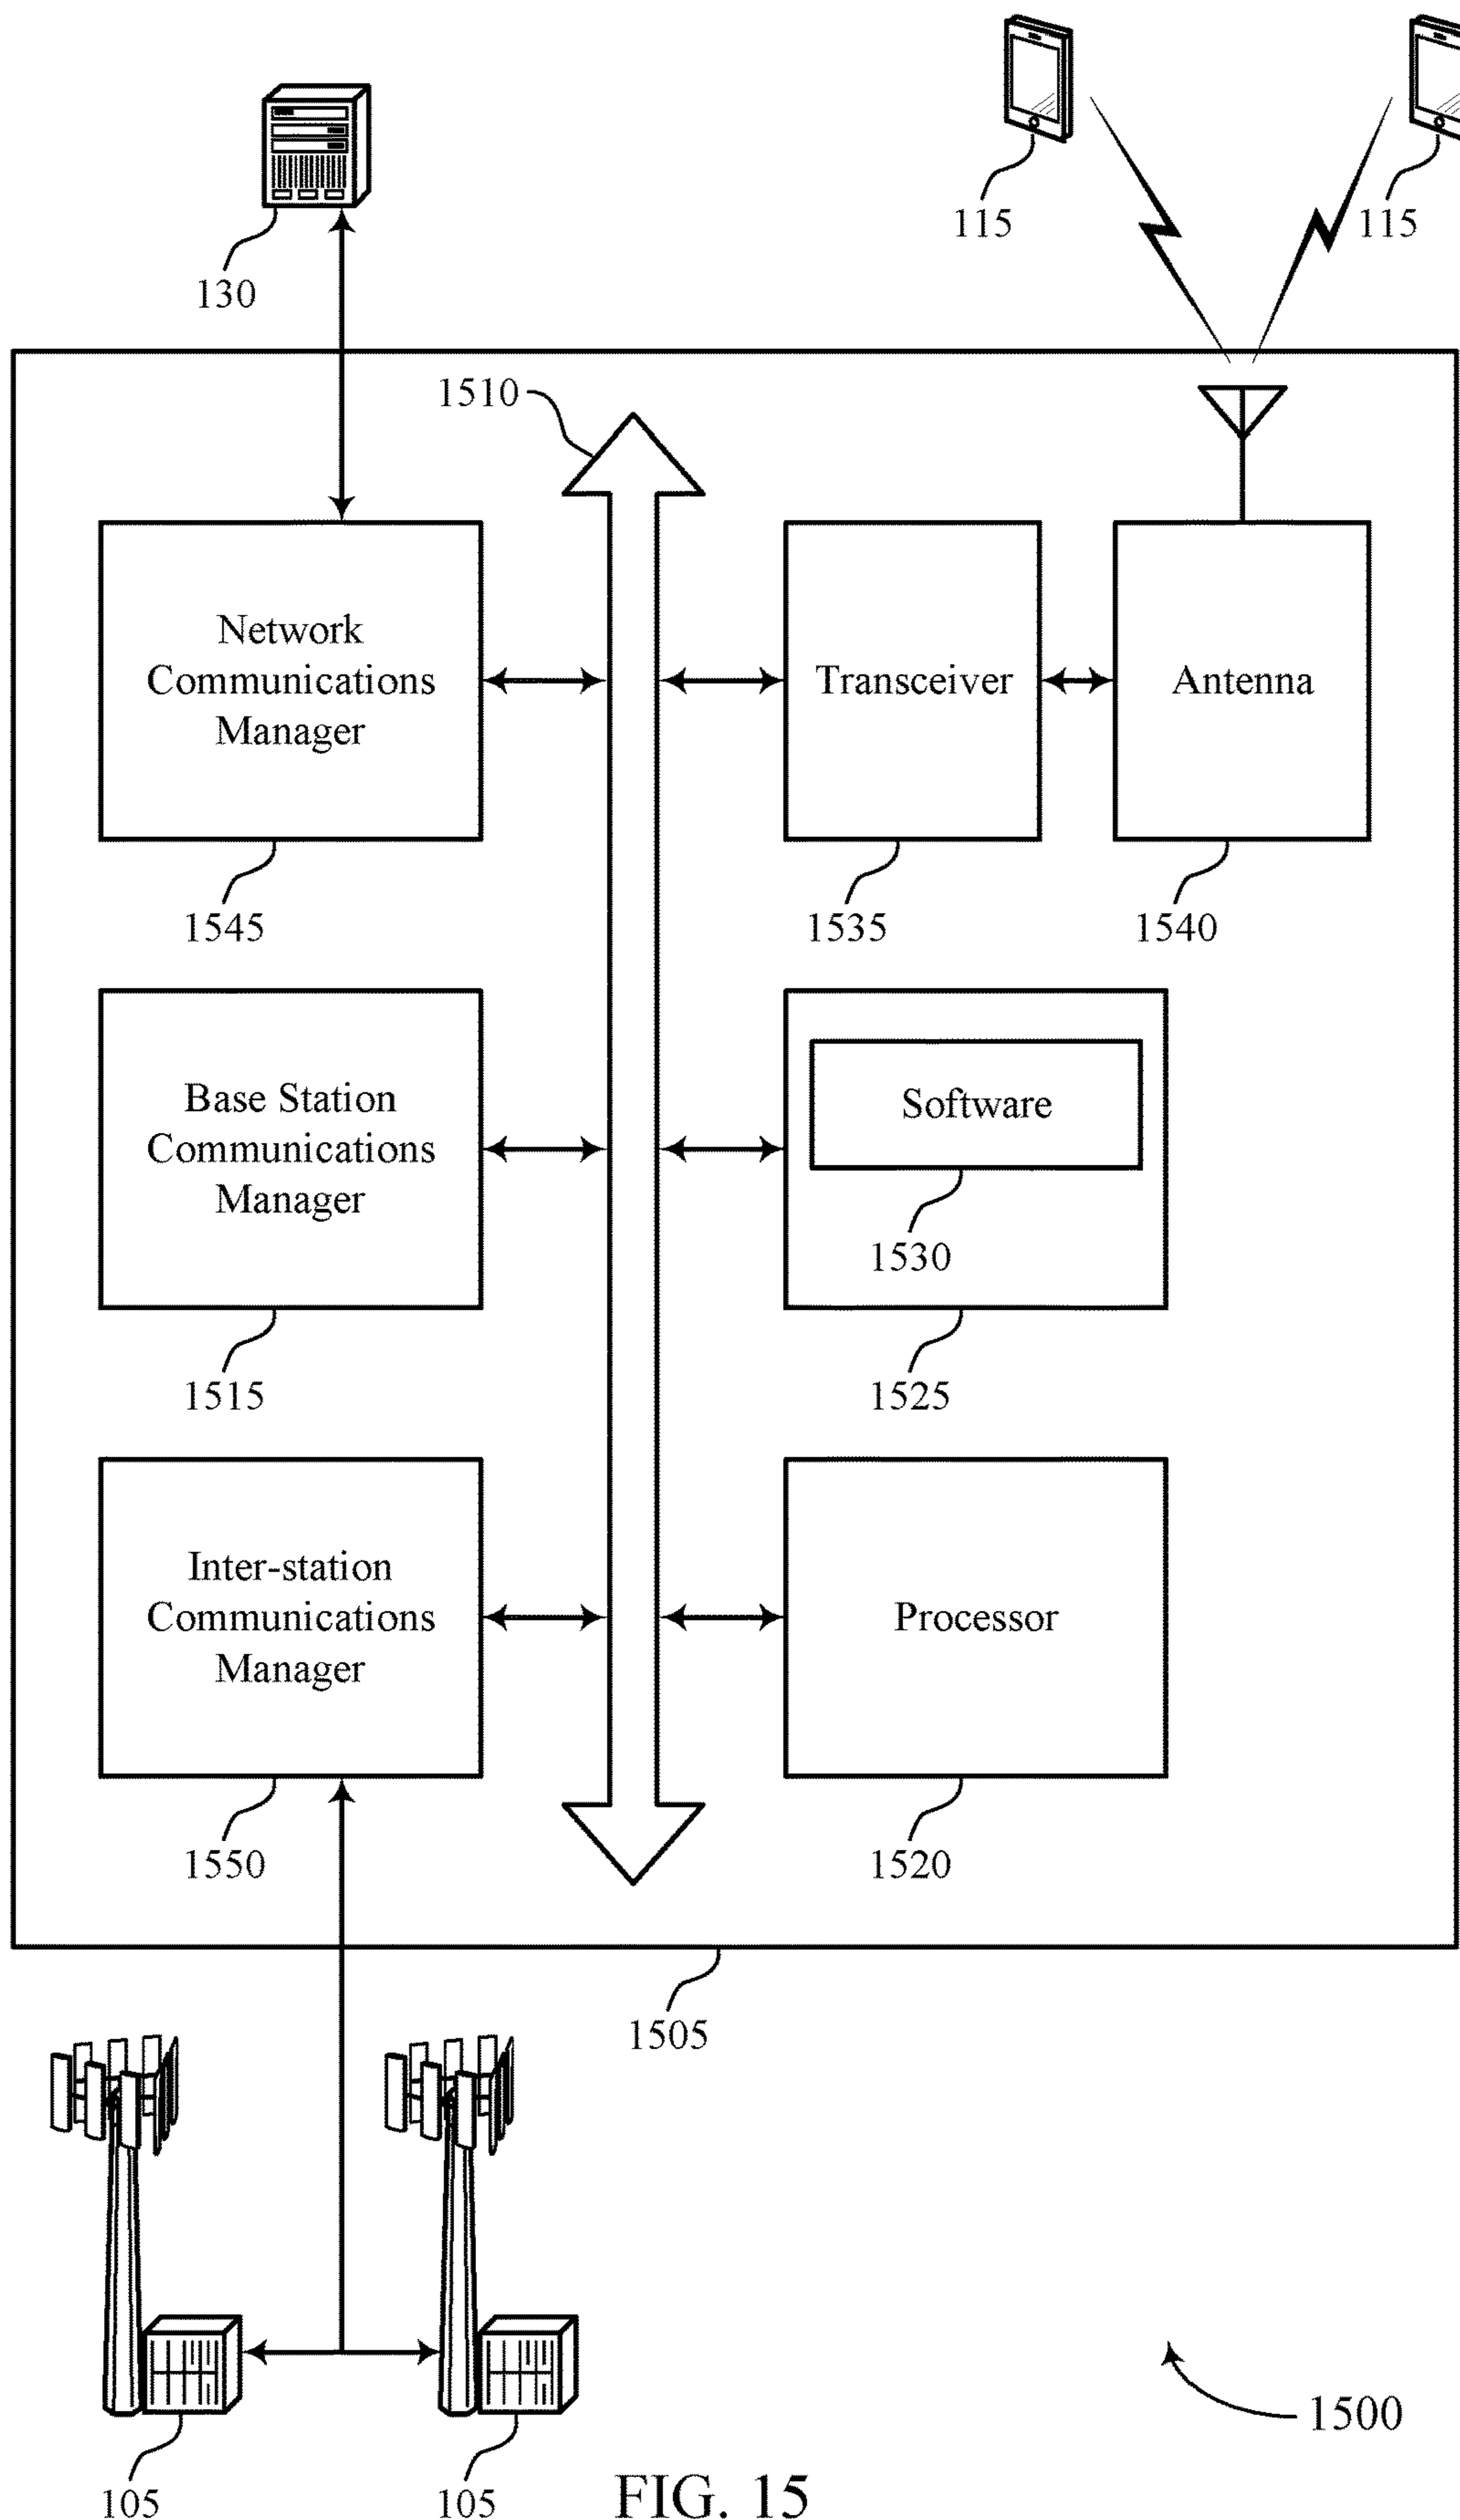 115
115
130
1510
Network
Communications
Manager
Transceiver
Antenna
1545
1535
1540
Base Station
Communications
Manager
Software
1530
1515
1525
Inter-station
Communications
Manager
Processor
1550
1520
1505
1500
105
105
FIG. 15